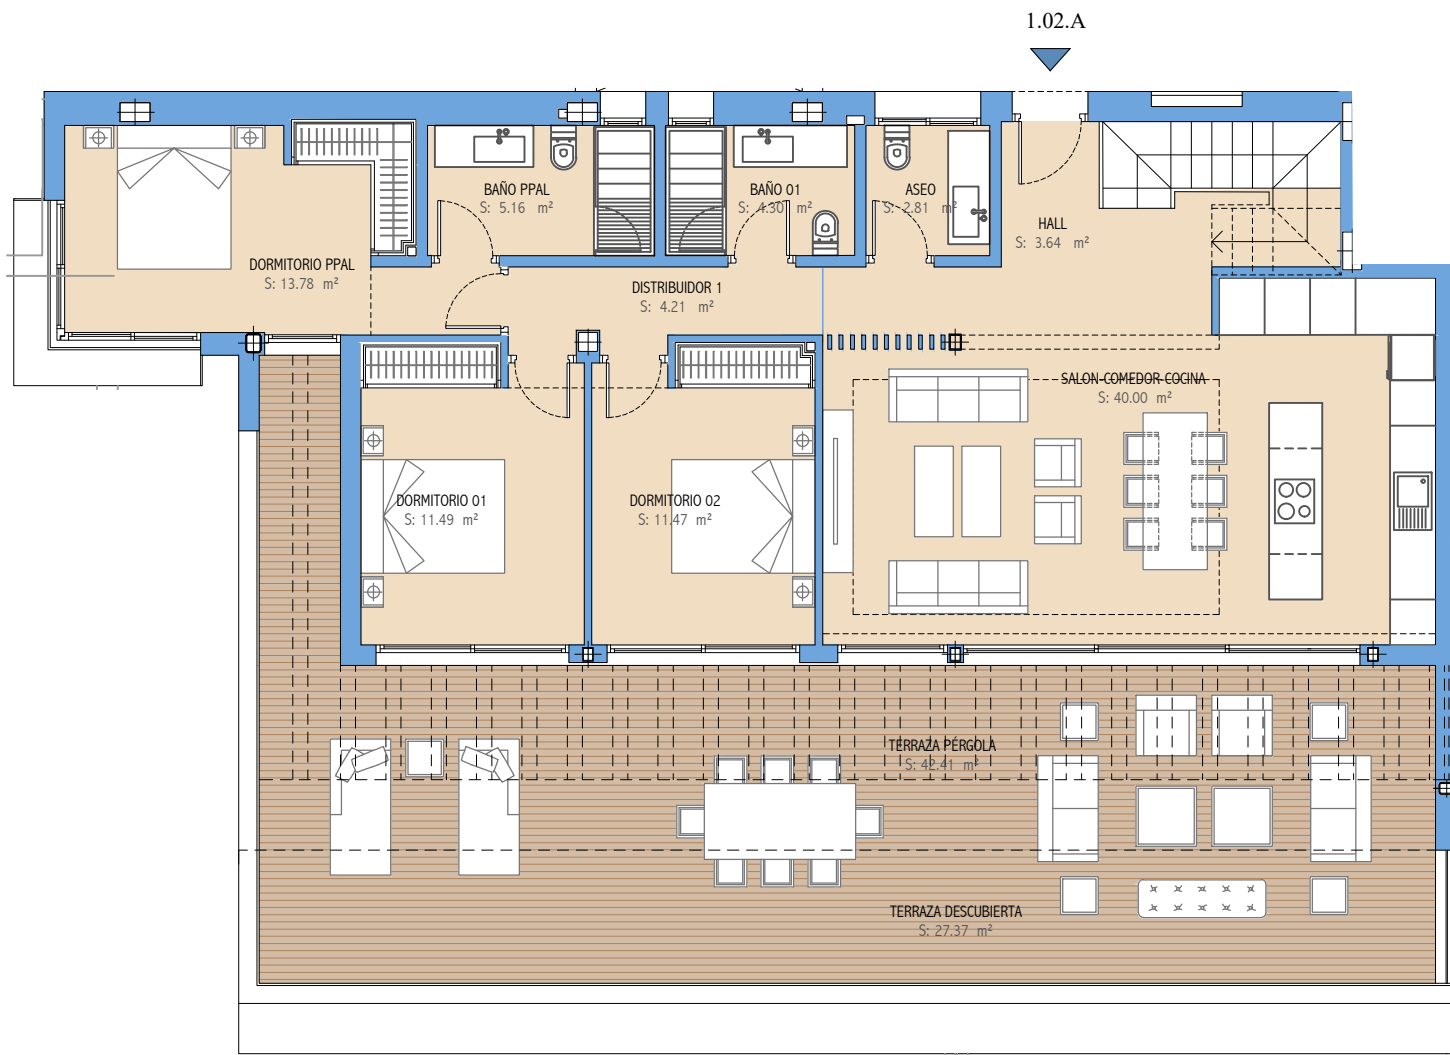 1.02.A
BAÑO PPAL
S: 5.16 m²
BAÑO 01
S: 4.30 m²
ASEO
S: 2.81 m²
HALL
S: 3.64 m²
DORMITORIO PPAL
S: 13.78 m²
DISTRIBUIDOR 1
S: 4.21 m²
SALON-COMEDOR-COCINA
S: 40.00 m²
DORMITORIO 01
S: 11.49 m²
DORMITORIO 02
S: 11.47 m²
TERRAZA PÉRGOLA
S: 42.41 m²
TERRAZA DESCUBIERTA
S: 27.37 m²